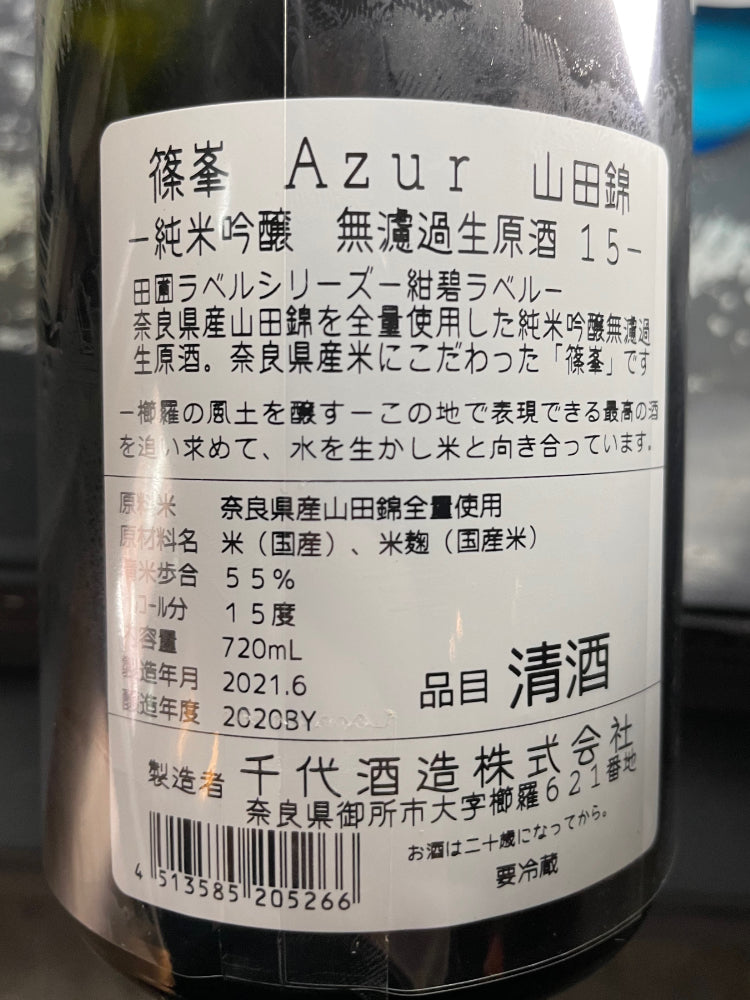 篠峯 Azur 山田錦
－純米吟醸 無濾過生原酒 15－
田圃ラベルシリーズ－紺碧ラベル－
奈良県産山田錦を全量使用した純米吟醸無濾過
生原酒。奈良県産米にこだわった「篠峯」です
－櫛羅の風土を醸す－この地で表現できる最高の酒
を追い求めて、水を生かし米と向き合っています。
原料米 奈良県産山田錦全量使用
原材料名 米（国産）、米麹（国産米）
精米歩合 55%
ｱﾙｺｰﾙ分 15度
内容量 720mL
製造年月 2021.6
醸造年度 2020BY
品目 清酒
製造者 千代酒造株式会社
奈良県御所市大字櫛羅621番地
お酒は二十歳になってから。
要冷蔵
4 513585 205266